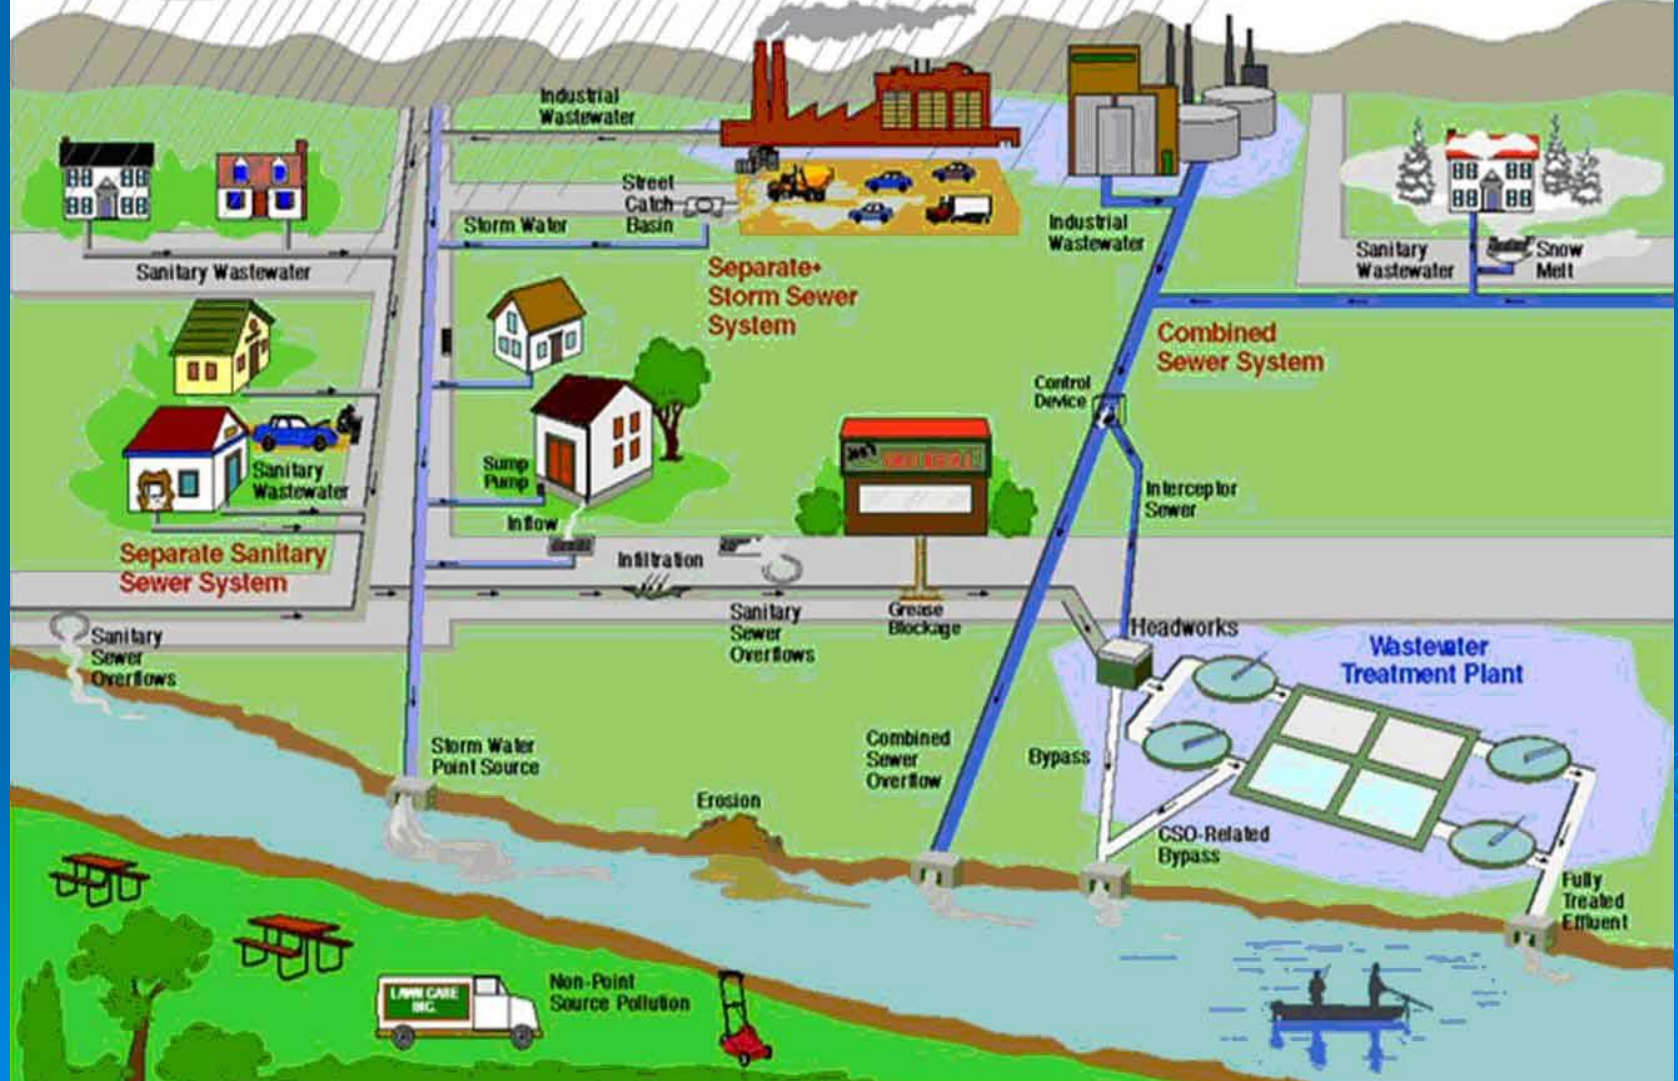 Industrial
Wastewater
Street
Catch
Basin
Storm Water
Sanitary Wastewater
Separate
Storm Sewer
System
Industrial
Wastewater
Sanitary
Wastewater
Snow
Melt
Combined
Sewer System
Control
Device
Sanitary
Wastewater
Sump
Pump
Inflow
Interceptor
Sewer
Separate Sanitary
Sewer System
Infiltration
Sanitary
Sewer
Overflows
Grease
Blockage
Sanitary
Sewer
Overflows
Headworks
Wastewater
Treatment Plant
Storm Water
Point Source
Combined
Sewer
Overflow
Bypass
Erosion
CSO-Related
Bypass
Fully
Treated
Effluent
LAWN CARE
INC.
Non-Point
Source Pollution